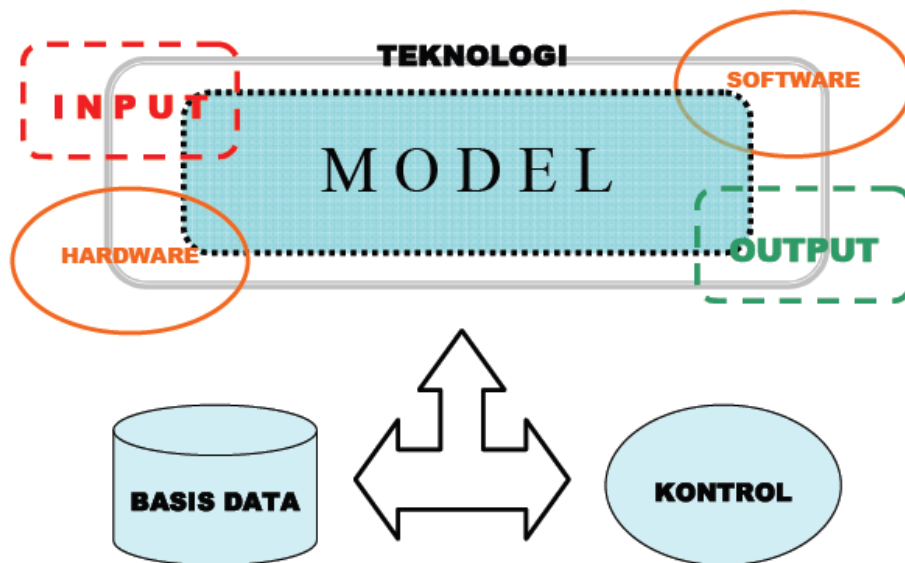 TEKNOLOGI
SOFTWARE
INPUT
MODEL
HARDWARE
OUTPUT
BASIS DATA
KONTROL